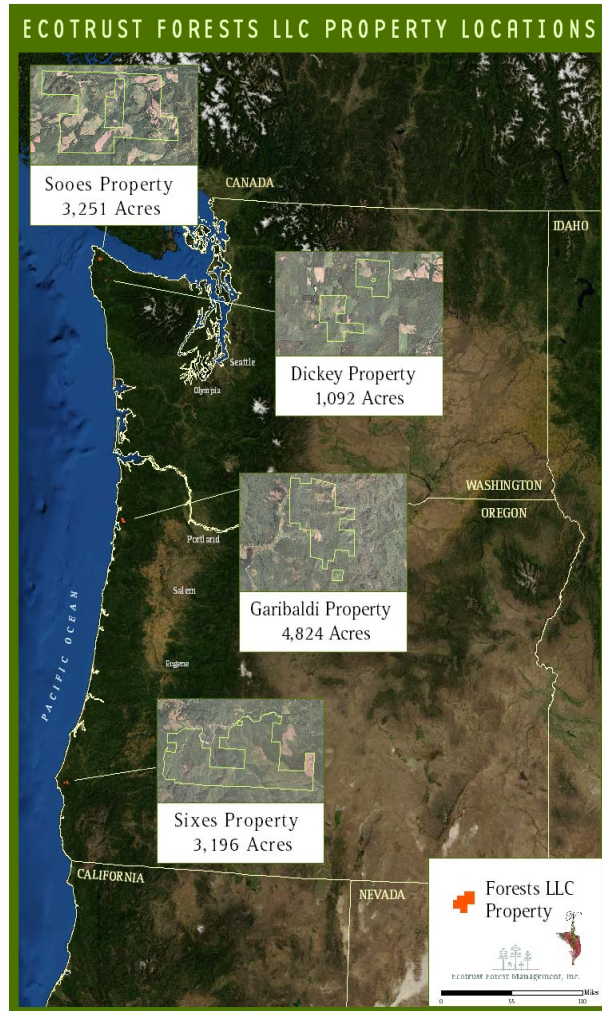 ECOTRUST FORESTS LLC PROPERTY LOCATIONS
Sooes Property
3,251 Acres
CANADA
IDAHO
Dickey Property
1,092 Acres
Seattle
Olympia
WASHINGTON
OREGON
Portland
Garibaldi Property
4,824 Acres
Salem
PACIFIC OCEAN
Eugene
Sixes Property
3,196 Acres
CALIFORNIA
NEVADA
Forests LLC
Property
N
Ecotrust Forest Management, Inc.
Miles
0 55 110